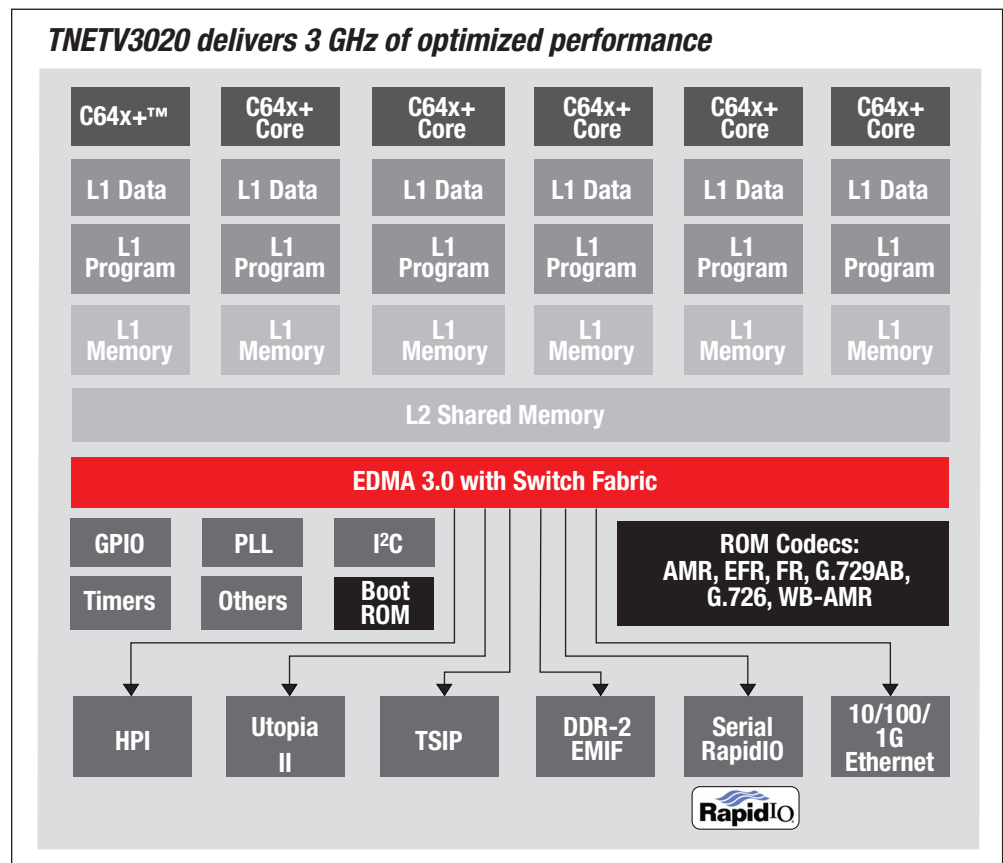 TNETV3020 delivers 3 GHz of optimized performance
C64x+™
C64x+
Core
C64x+
Core
C64x+
Core
C64x+
Core
C64x+
Core
L1 Data
L1 Data
L1 Data
L1 Data
L1 Data
L1 Data
L1
Program
L1
Program
L1
Program
L1
Program
L1
Program
L1
Program
L1
Memory
L1
Memory
L1
Memory
L1
Memory
L1
Memory
L1
Memory
L2 Shared Memory
EDMA 3.0 with Switch Fabric
GPIO
PLL
I²C
Timers
Others
Boot
ROM
ROM Codecs:
AMR, EFR, FR, G.729AB,
G.726, WB-AMR
HPI
Utopia
II
TSIP
DDR-2
EMIF
Serial
RapidIO
10/100/
1G
Ethernet
RapidIO